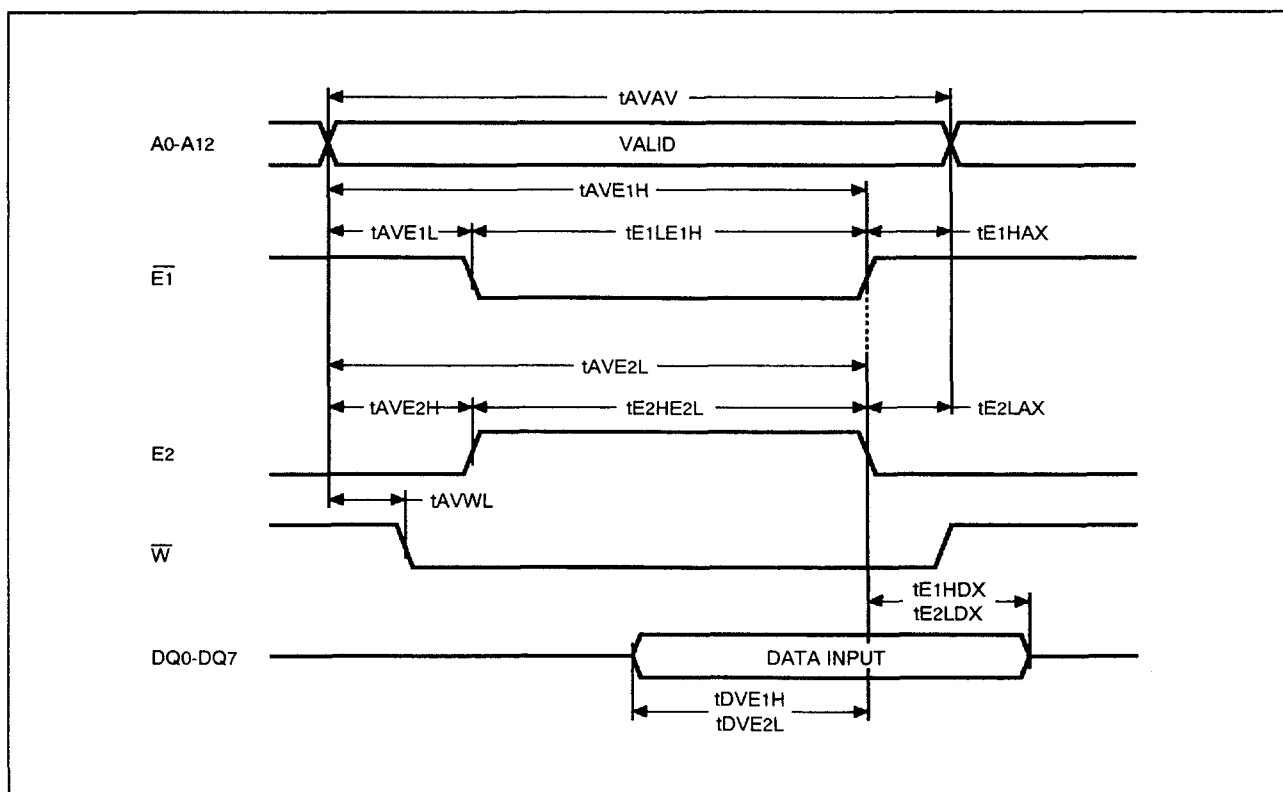 tAVAV
A0-A12 VALID
tAVE1H
tAVE1L tE1LE1H tE1HAX
E1
tAVE2L
tAVE2H tE2HE2L tE2LAX
E2
tAVWL
W
tE1HDX
tE2LDX
DQ0-DQ7 DATA INPUT
tDVE1H
tDVE2L